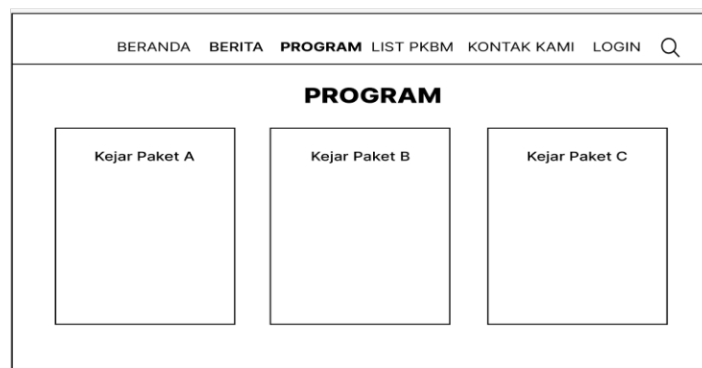 BERANDA BERITA PROGRAM LIST PKBM KONTAK KAMI LOGIN
PROGRAM
Kejar Paket A Kejar Paket B Kejar Paket C